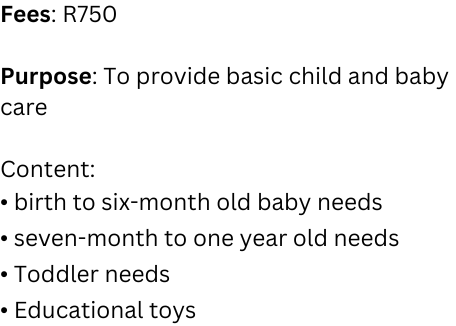 Fees: R750
Purpose: To provide basic child and baby
care
Content:
• birth to six-month old baby needs
• seven-month to one year old needs
• Toddler needs
• Educational toys